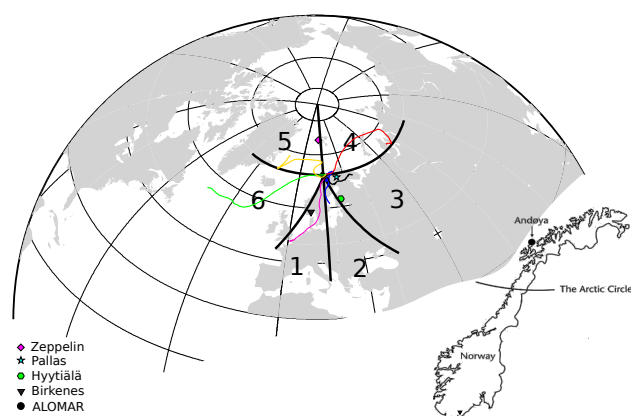 5
4
6
3
1
2
Andøya
The Arctic Circle
Norway
Zeppelin
Pallas
Hyytiälä
Birkenes
ALOMAR